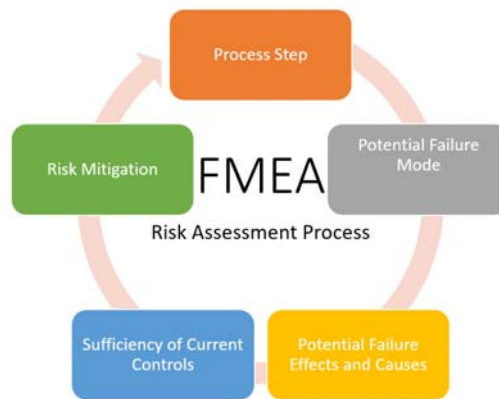 Process Step
Potential Failure
Mode
Risk Mitigation
FMEA
Risk Assessment Process
Sufficiency of Current
Controls
Potential Failure
Effects and Causes